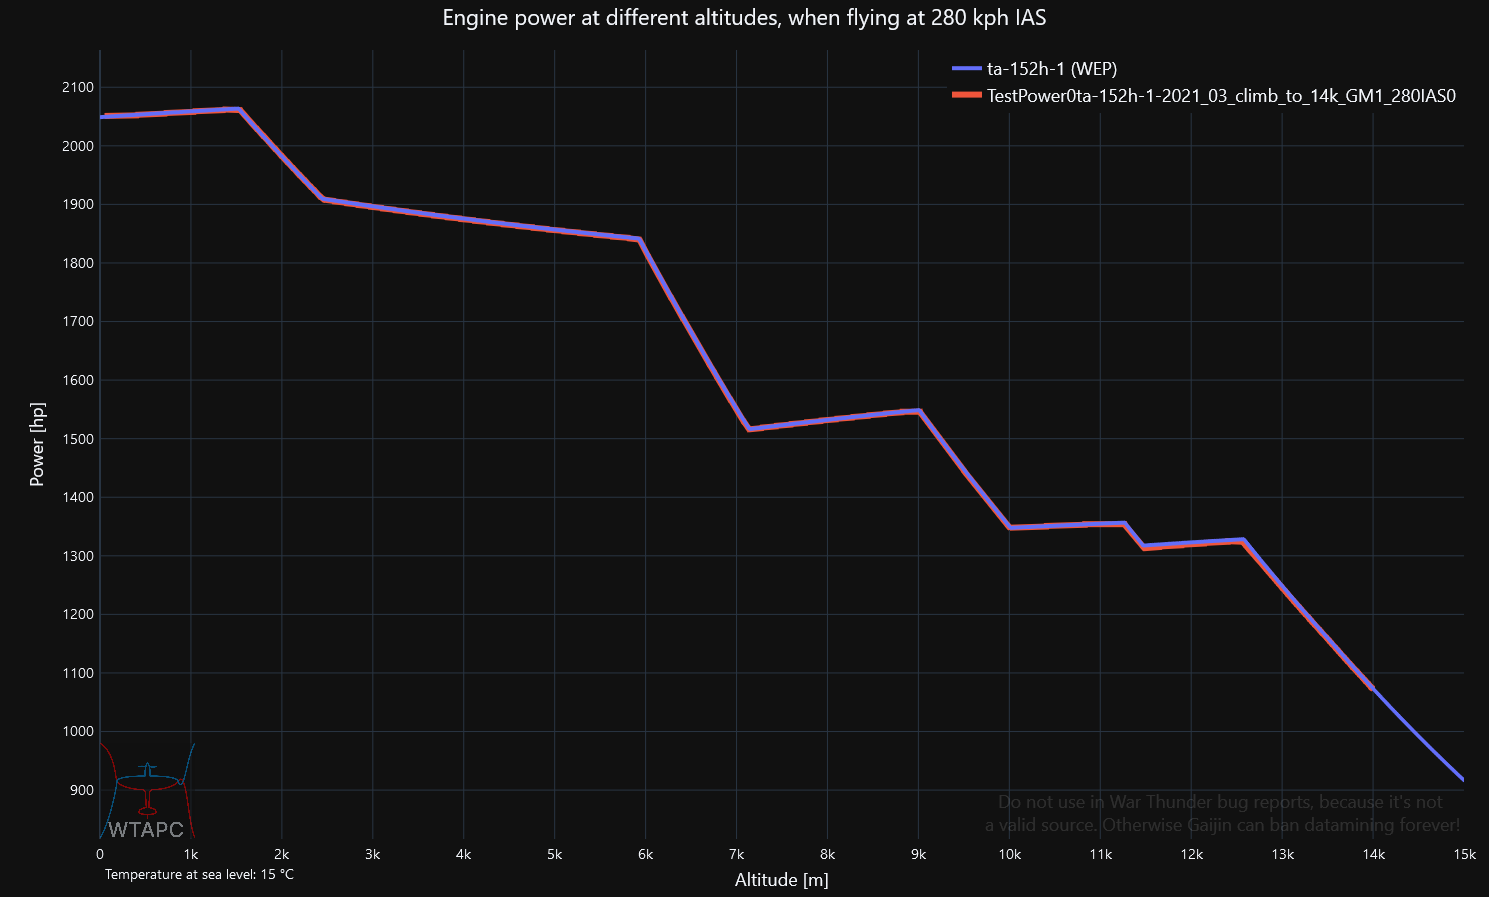 Engine power at different altitudes, when flying at 280 kph IAS
ta-152h-1 (WEP)
TestPower0ta-152h-1-2021_03_climb_to_14k_GM1_280IAS0
2100
2000
1900
1800
1700
1600
1500
1400
1300
1200
1100
1000
900
Power [hp]
WTAPC
Do not use in War Thunder bug reports, because it's not
a valid source. Otherwise Gaijin can ban datamining forever!
0 1k 2k 3k 4k 5k 6k 7k 8k 9k 10k 11k 12k 13k 14k 15k
Temperature at sea level: 15 °C
Altitude [m]